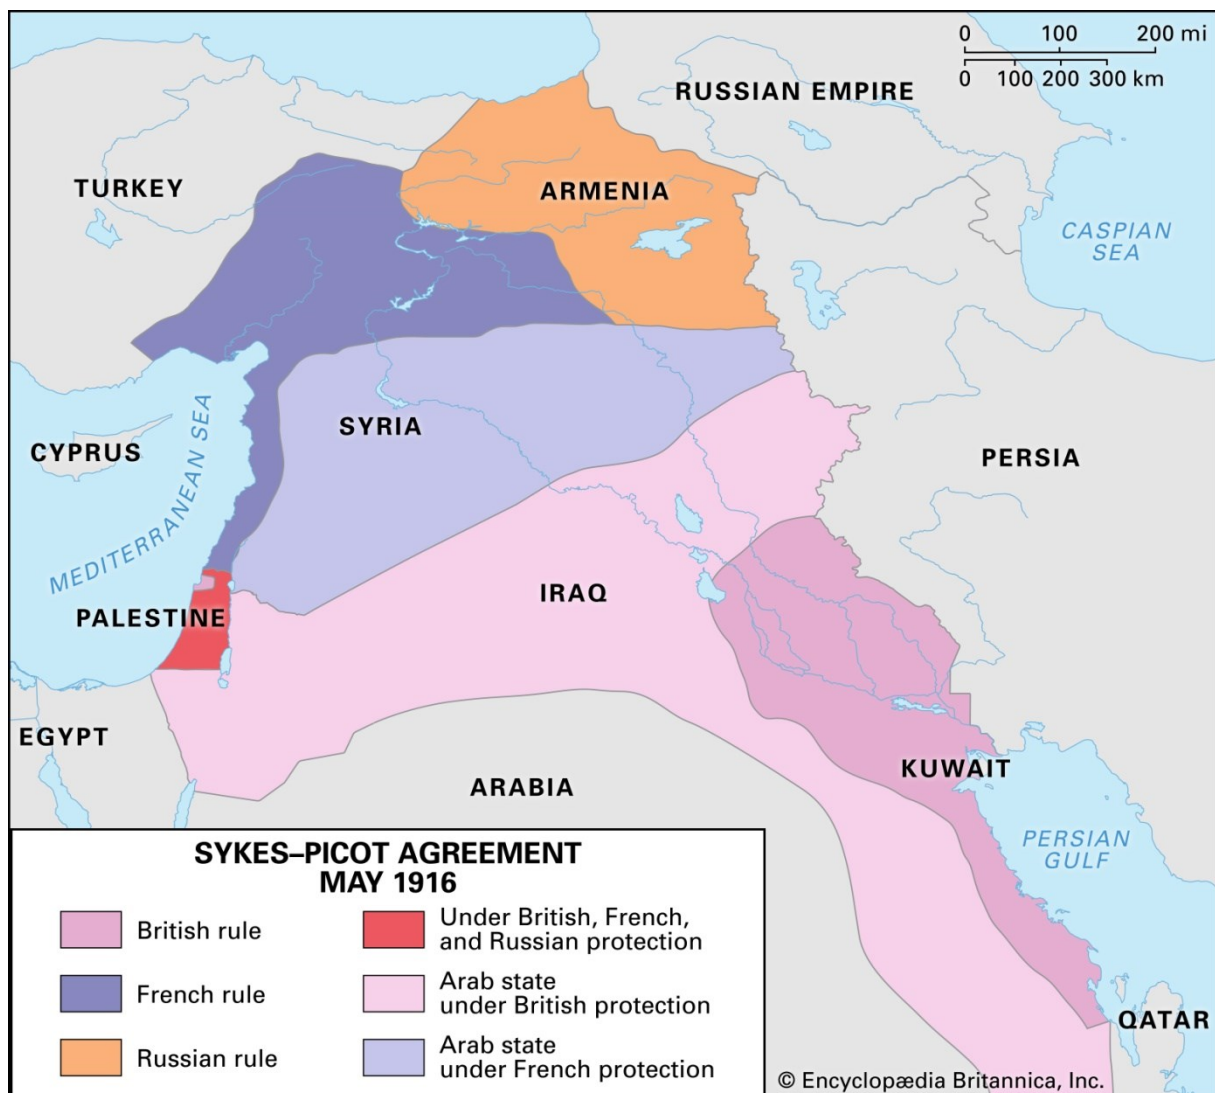 0 100 200 mi
0 100 200 300 km
RUSSIAN EMPIRE
TURKEY
ARMENIA
CASPIAN
SEA
SYRIA
CYPRUS
PERSIA
MEDITERRANEAN SEA
IRAQ
PALESTINE
EGYPT
KUWAIT
ARABIA
PERSIAN
GULF
QATAR
SYKES–PICOT AGREEMENT
MAY 1916
British rule
French rule
Russian rule
Under British, French,
and Russian protection
Arab state
under British protection
Arab state
under French protection
© Encyclopædia Britannica, Inc.